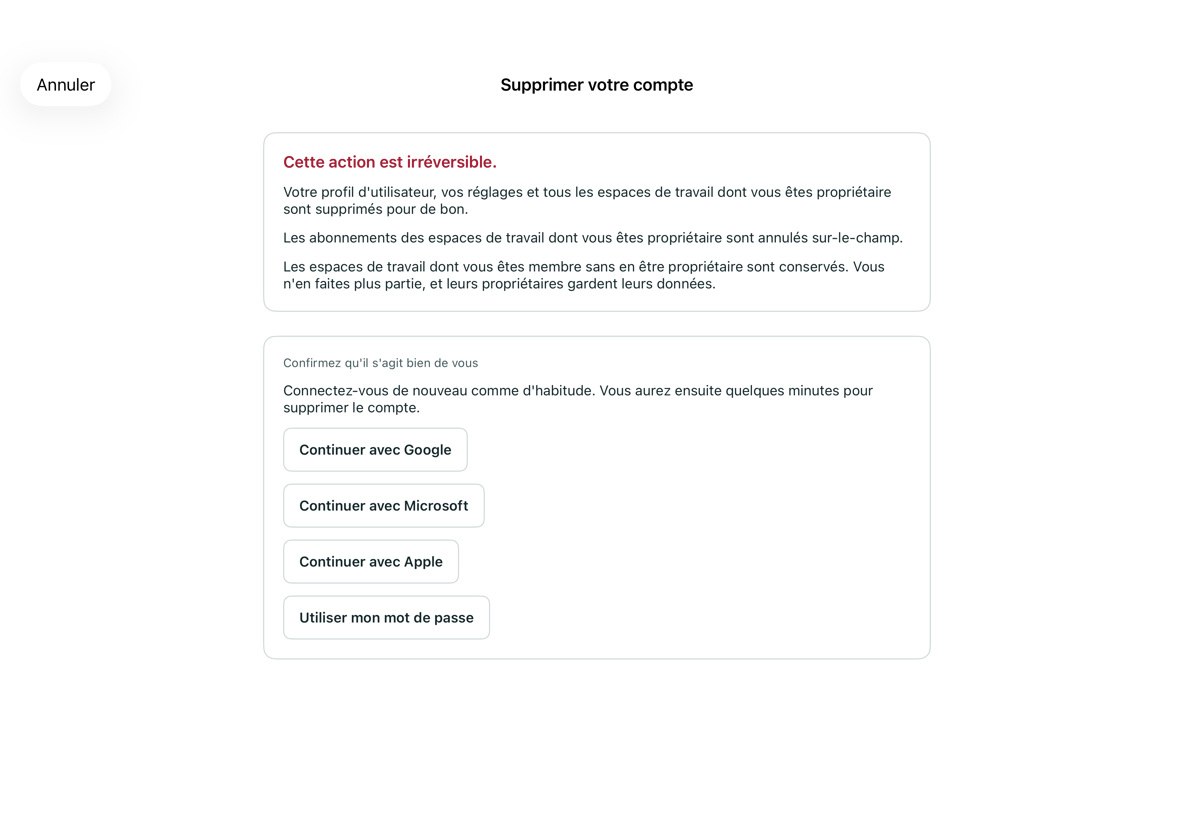 Annuler
Supprimer votre compte
Cette action est irréversible.
Votre profil d'utilisateur, vos réglages et tous les espaces de travail dont vous êtes propriétaire
sont supprimés pour de bon.
Les abonnements des espaces de travail dont vous êtes propriétaire sont annulés sur-le-champ.
Les espaces de travail dont vous êtes membre sans en être propriétaire sont conservés. Vous
n'en faites plus partie, et leurs propriétaires gardent leurs données.
Confirmez qu'il s'agit bien de vous
Connectez-vous de nouveau comme d'habitude. Vous aurez ensuite quelques minutes pour
supprimer le compte.
Continuer avec Google
Continuer avec Microsoft
Continuer avec Apple
Utiliser mon mot de passe